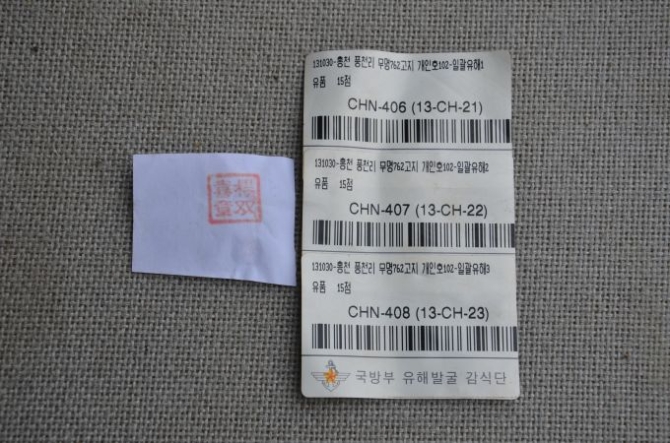 楊双
喜章
131030-홍천 풍천리 무명762고지 개인호102-일괄유해1
유품 15점
CHN-406 (13-CH-21)
131030-홍천 풍천리 무명762고지 개인호102-일괄유해2
유품 15점
CHN-407 (13-CH-22)
131030-홍천 풍천리 무명762고지 개인호102-일괄유해3
유품 15점
CHN-408 (13-CH-23)
국방부 유해발굴 감식단